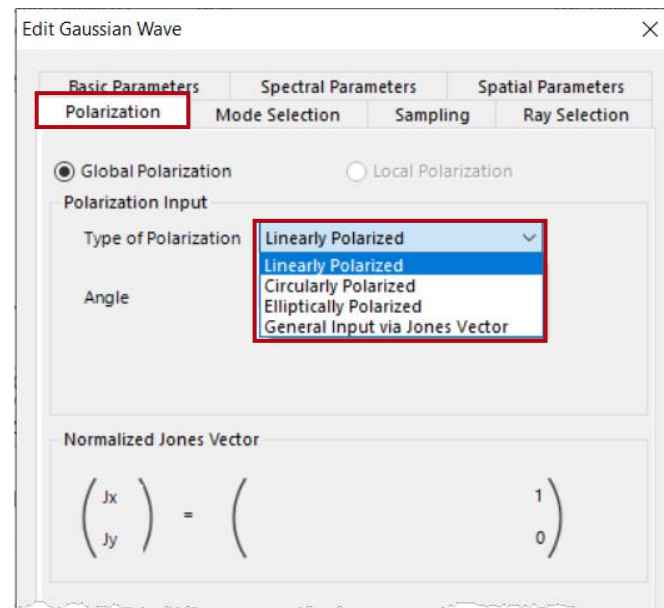 Edit Gaussian Wave
Basic Parameters Spectral Parameters Spatial Parameters
Polarization Mode Selection Sampling Ray Selection
Global Polarization Local Polarization
Polarization Input
Type of Polarization Linearly Polarized
Linearly Polarized
Circularly Polarized
Angle
Elliptically Polarized
General Input via Jones Vector
Normalized Jones Vector
Jx 1
=
Jy 0